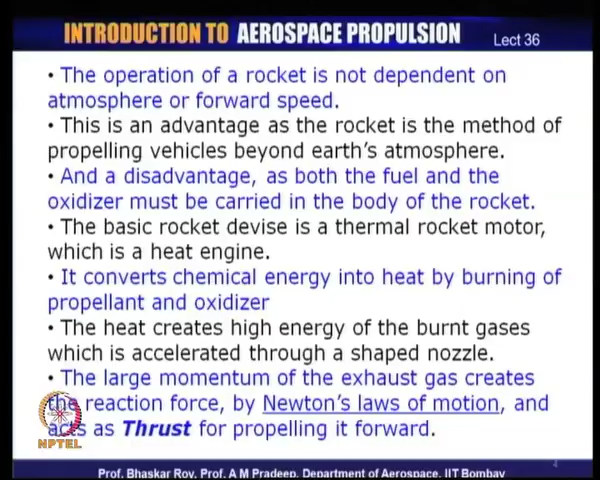 INTRODUCTION TO AEROSPACE PROPULSION Lect 36
• The operation of a rocket is not dependent on
atmosphere or forward speed.
• This is an advantage as the rocket is the method of
propelling vehicles beyond earth's atmosphere.
• And a disadvantage, as both the fuel and the
oxidizer must be carried in the body of the rocket.
• The basic rocket devise is a thermal rocket motor,
which is a heat engine.
• It converts chemical energy into heat by burning of
propellant and oxidizer
• The heat creates high energy of the burnt gases
which is accelerated through a shaped nozzle.
• The large momentum of the exhaust gas creates
the reaction force, by Newton's laws of motion, and
acts as Thrust for propelling it forward.
NPTEL
4
Prof. Bhaskar Roy, Prof. A M Pradeep, Department of Aerospace, IIT Bombay